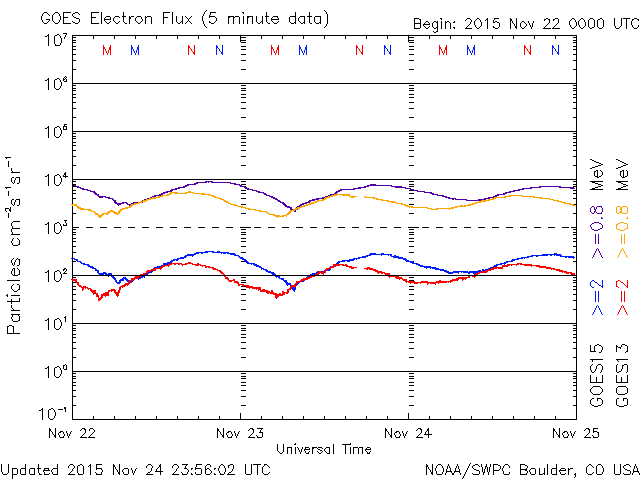 GOES Electron Flux (5 minute data)
Begin: 2015 Nov 22 0000 UTC
10⁷
M M N N M M N N M M N N
10⁶
10⁵
10⁴
10³
10²
10¹
10⁰
10⁻¹
Particles cm⁻²s⁻¹sr⁻¹
Nov 22 Nov 23 Nov 24 Nov 25
Universal Time
GOES15 >=2 >=0.8 MeV
GOES13 >=2 >=0.8 MeV
Updated 2015 Nov 24 23:56:02 UTC
NOAA/SWPC Boulder, CO USA